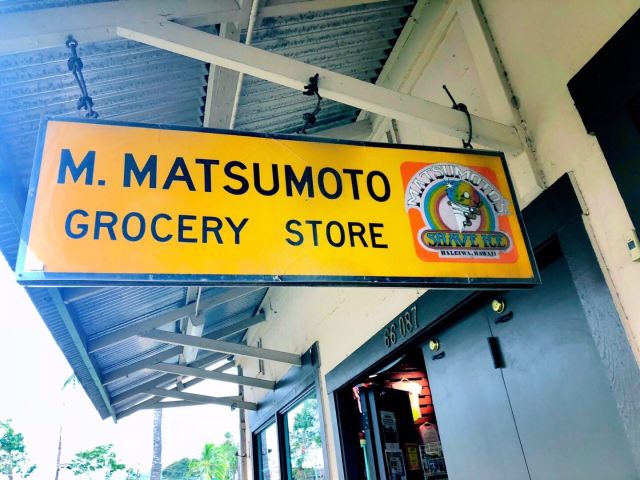 M. MATSUMOTO
GROCERY STORE
MATSUMOTO'S
SHAVE ICE
HALEIWA, HAWAII
66 087